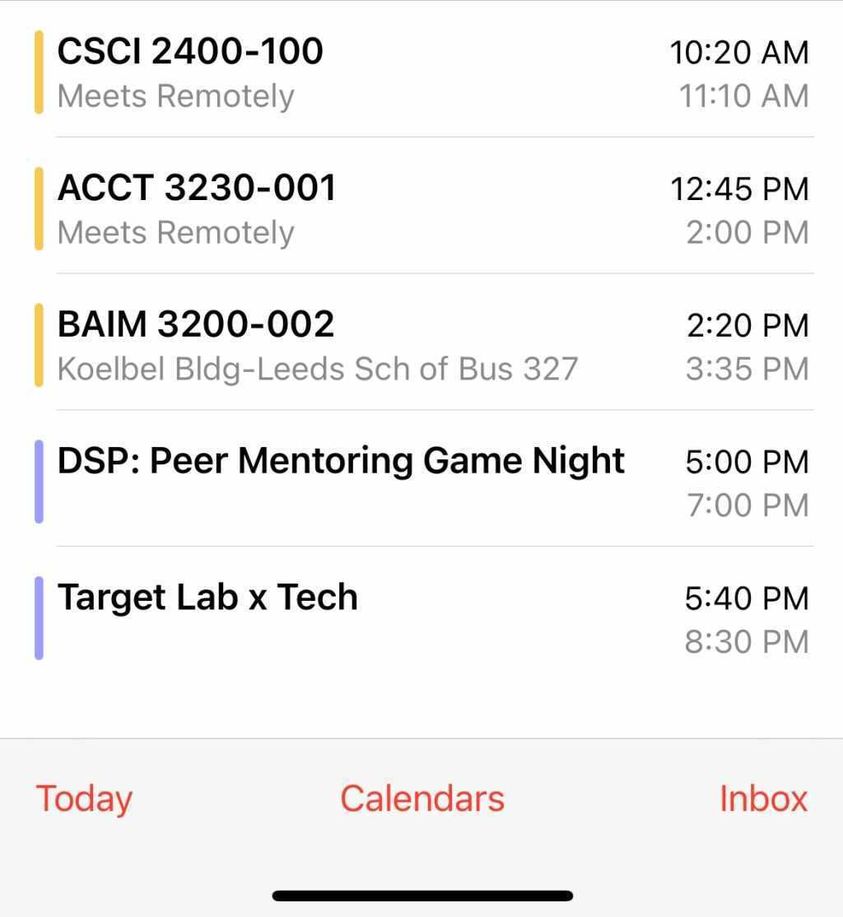 CSCI 2400-100 10:20 AM
Meets Remotely 11:10 AM
ACCT 3230-001 12:45 PM
Meets Remotely 2:00 PM
BAIM 3200-002 2:20 PM
Koelbel Bldg-Leeds Sch of Bus 327 3:35 PM
DSP: Peer Mentoring Game Night 5:00 PM
7:00 PM
Target Lab x Tech 5:40 PM
8:30 PM
Today Calendars Inbox